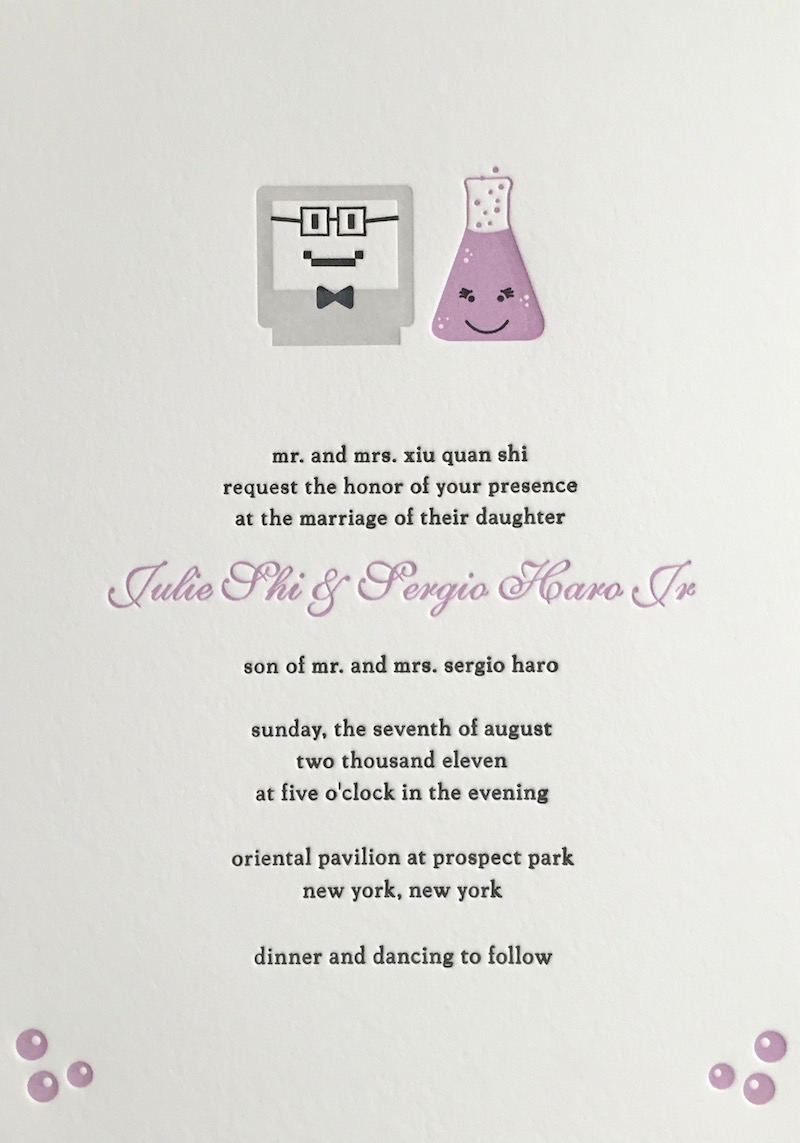 mr. and mrs. xiu quan shi
request the honor of your presence
at the marriage of their daughter
Julie Shi & Sergio Haro Jr
son of mr. and mrs. sergio haro
sunday, the seventh of august
two thousand eleven
at five o'clock in the evening
oriental pavilion at prospect park
new york, new york
dinner and dancing to follow